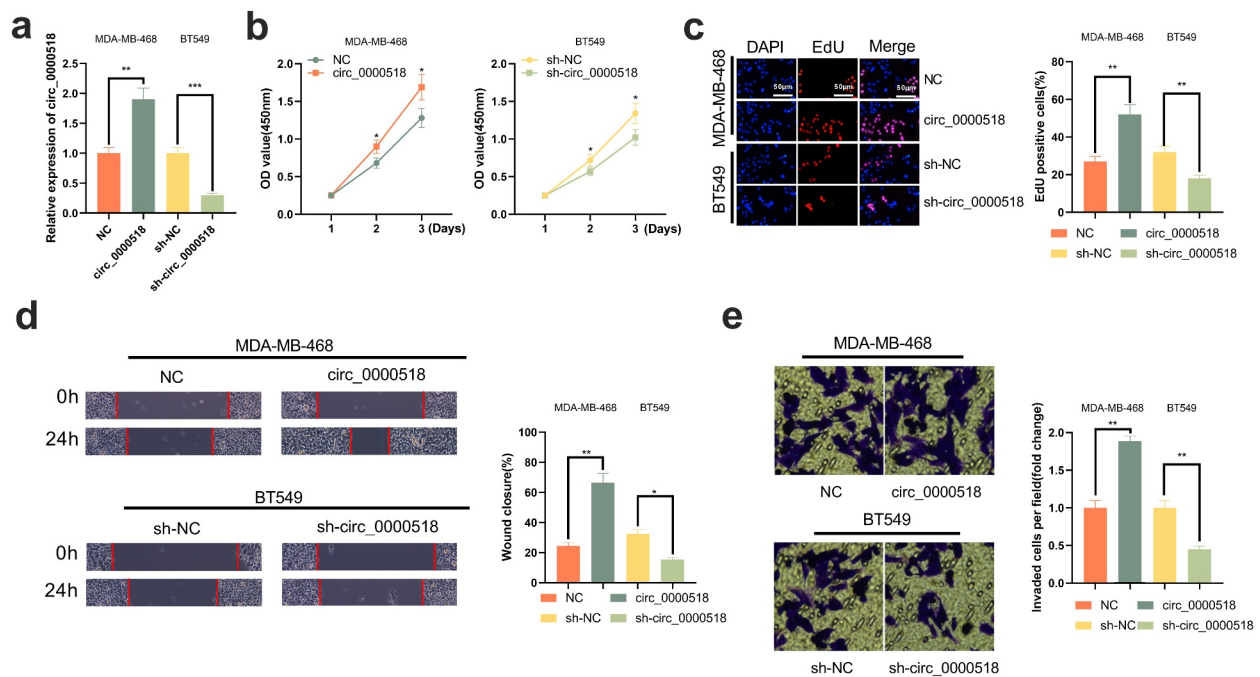 a
MDA-MB-468 BT549
Relative expression of circ_0000518
2.5
2.0
1.5
1.0
0.5
0.0
** ***
NC
circ_0000518
sh-NC
sh-circ_0000518
b
MDA-MB-468
NC
circ_0000518
OD value(450nm)
2.0
1.5
1.0
0.5
0.0
* *
1 2 3 (Days)
BT549
sh-NC
sh-circ_0000518
OD value(450nm)
2.0
1.5
1.0
0.5
0.0
* *
1 2 3 (Days)
c
DAPI EdU Merge
MDA-MB-468
BT549
50μm 50μm 50μm
NC
circ_0000518
sh-NC
sh-circ_0000518
MDA-MB-468 BT549
EdU possitive cells(%)
80
60
40
20
0
** **
NC circ_0000518
sh-NC sh-circ_0000518
d
MDA-MB-468
NC circ_0000518
0h
24h
BT549
sh-NC sh-circ_0000518
0h
24h
MDA-MB-468 BT549
Wound closure(%)
100
80
60
40
20
0
** *
NC circ_0000518
sh-NC sh-circ_0000518
e
MDA-MB-468
NC circ_0000518
BT549
sh-NC sh-circ_0000518
MDA-MB-468 BT549
Invaded cells per field(fold change)
2.0
1.5
1.0
0.5
0.0
** **
NC circ_0000518
sh-NC sh-circ_0000518